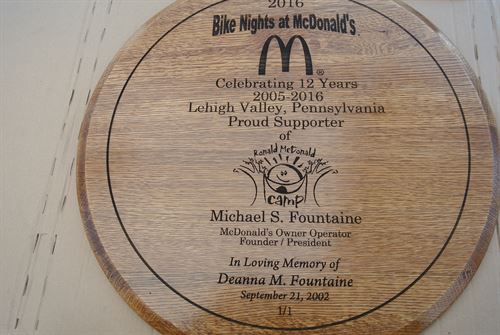 2016
Bike Nights at McDonald's
M®
Celebrating 12 Years
2005-2016
Lehigh Valley, Pennsylvania
Proud Supporter
of
Ronald McDonald
camp
Michael S. Fountaine
McDonald's Owner Operator
Founder / President
In Loving Memory of
Deanna M. Fountaine
September 21, 2002
1/1